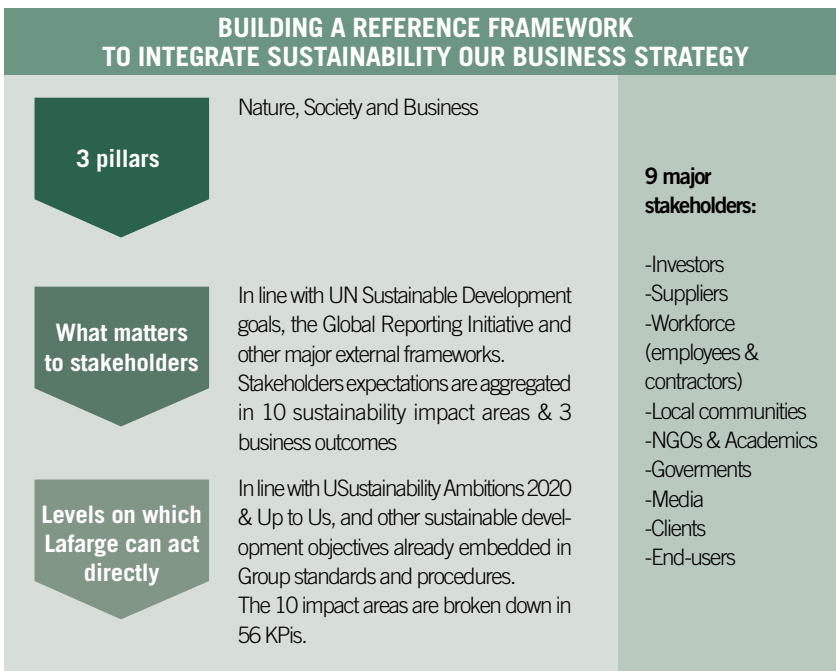 BUILDING A REFERENCE FRAMEWORK
TO INTEGRATE SUSTAINABILITY OUR BUSINESS STRATEGY
3 pillars
Nature, Society and Business
What matters
to stakeholders
In line with UN Sustainable Development
goals, the Global Reporting Initiative and
other major external frameworks.
Stakeholders expectations are aggregated
in 10 sustainability impact areas & 3
business outcomes
Levels on which
Lafarge can act
directly
In line with USustainability Ambitions 2020
& Up to Us, and other sustainable devel-
opment objectives already embedded in
Group standards and procedures.
The 10 impact areas are broken down in
56 KPis.
9 major
stakeholders:
-Investors
-Suppliers
-Workforce
(employees &
contractors)
-Local communities
-NGOs & Academics
-Goverments
-Media
-Clients
-End-users